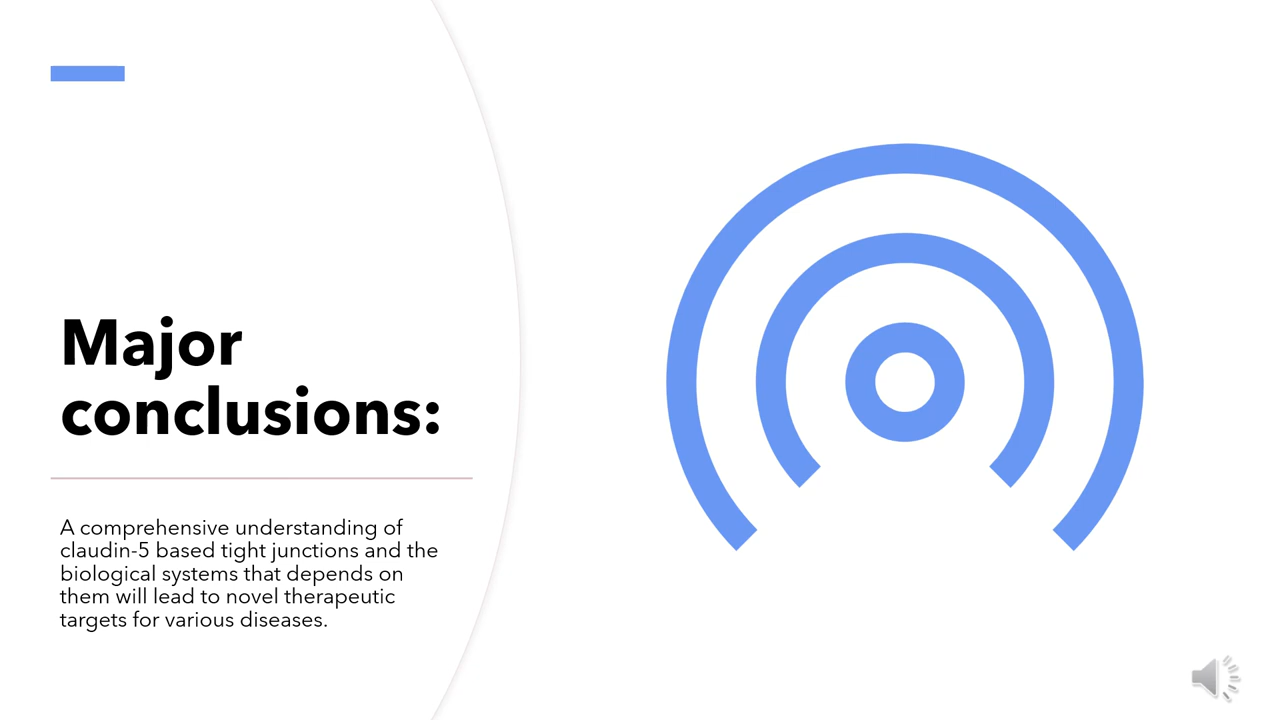 Major
conclusions:
A comprehensive understanding of
claudin-5 based tight junctions and the
biological systems that depends on
them will lead to novel therapeutic
targets for various diseases.